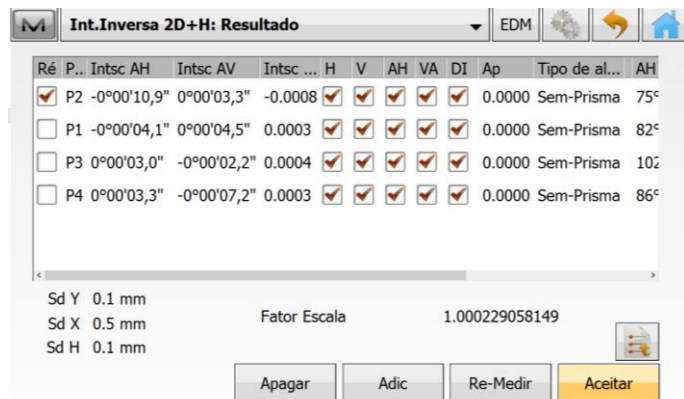 M Int.Inversa 2D+H: Resultado EDM
Ré P.. Intsc AH Intsc AV Intsc ... H V AH VA DI Ap Tipo de al... AH
P2 -0°00'10,9" 0°00'03,3" -0.0008 0.0000 Sem-Prisma 75°
P1 -0°00'04,1" 0°00'04,5" 0.0003 0.0000 Sem-Prisma 82°
P3 0°00'03,0" -0°00'02,2" 0.0004 0.0000 Sem-Prisma 102
P4 0°00'03,3" -0°00'07,2" 0.0003 0.0000 Sem-Prisma 86°
Sd Y 0.1 mm
Sd X 0.5 mm Fator Escala 1.000229058149
Sd H 0.1 mm
Apagar Adic Re-Medir Aceitar